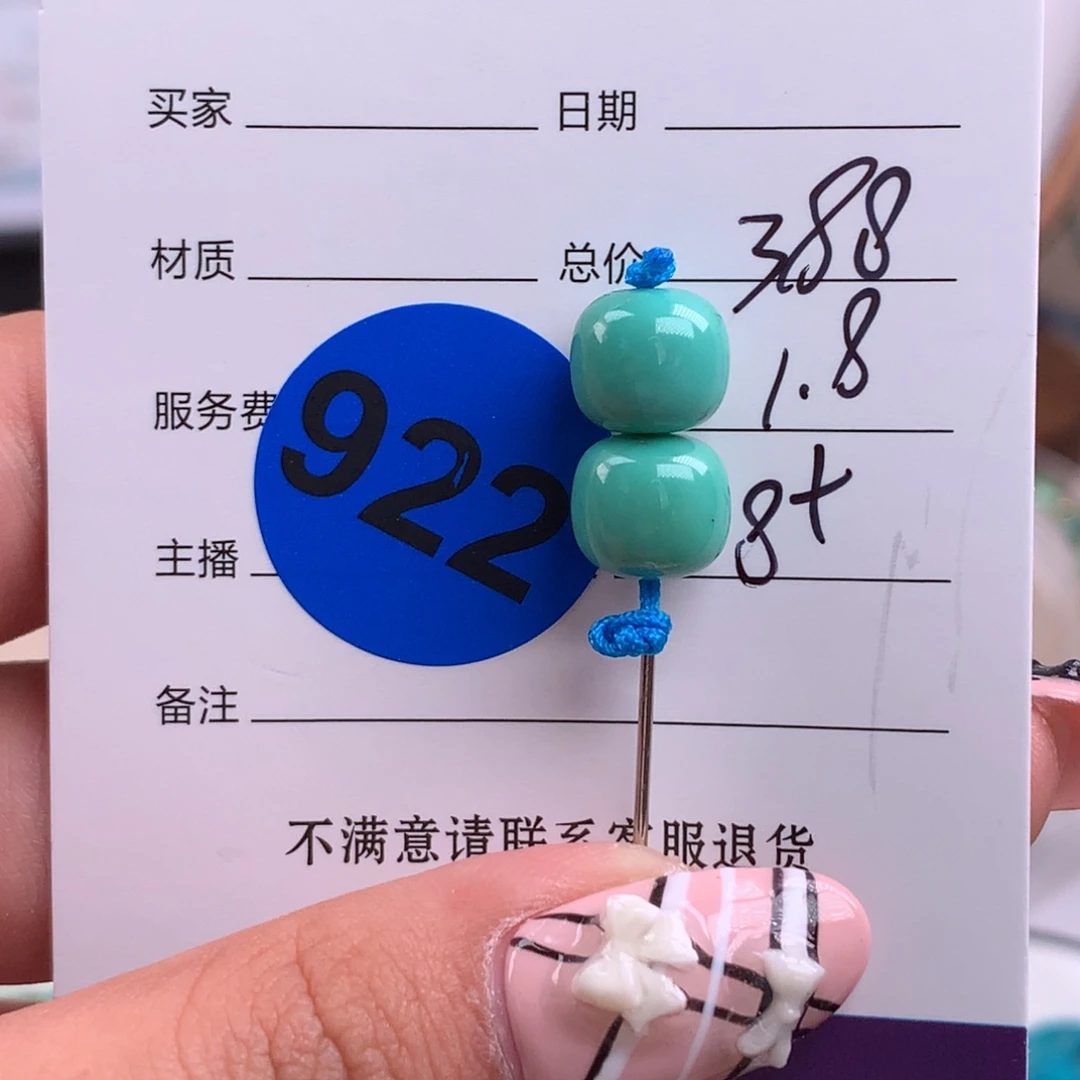 买家 日期
材质 总价 388
服务费 1.8
922
主播 8+
备注
不满意请联系客服退货